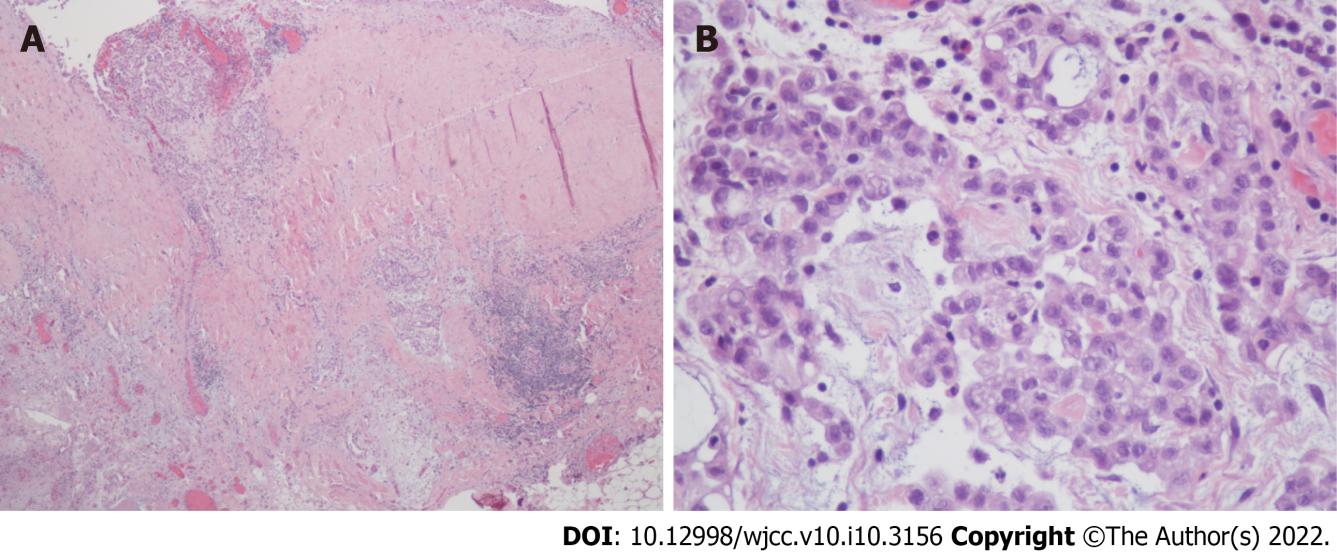 A
B
DOI: 10.12998/wjcc.v10.i10.3156 Copyright ©The Author(s) 2022.